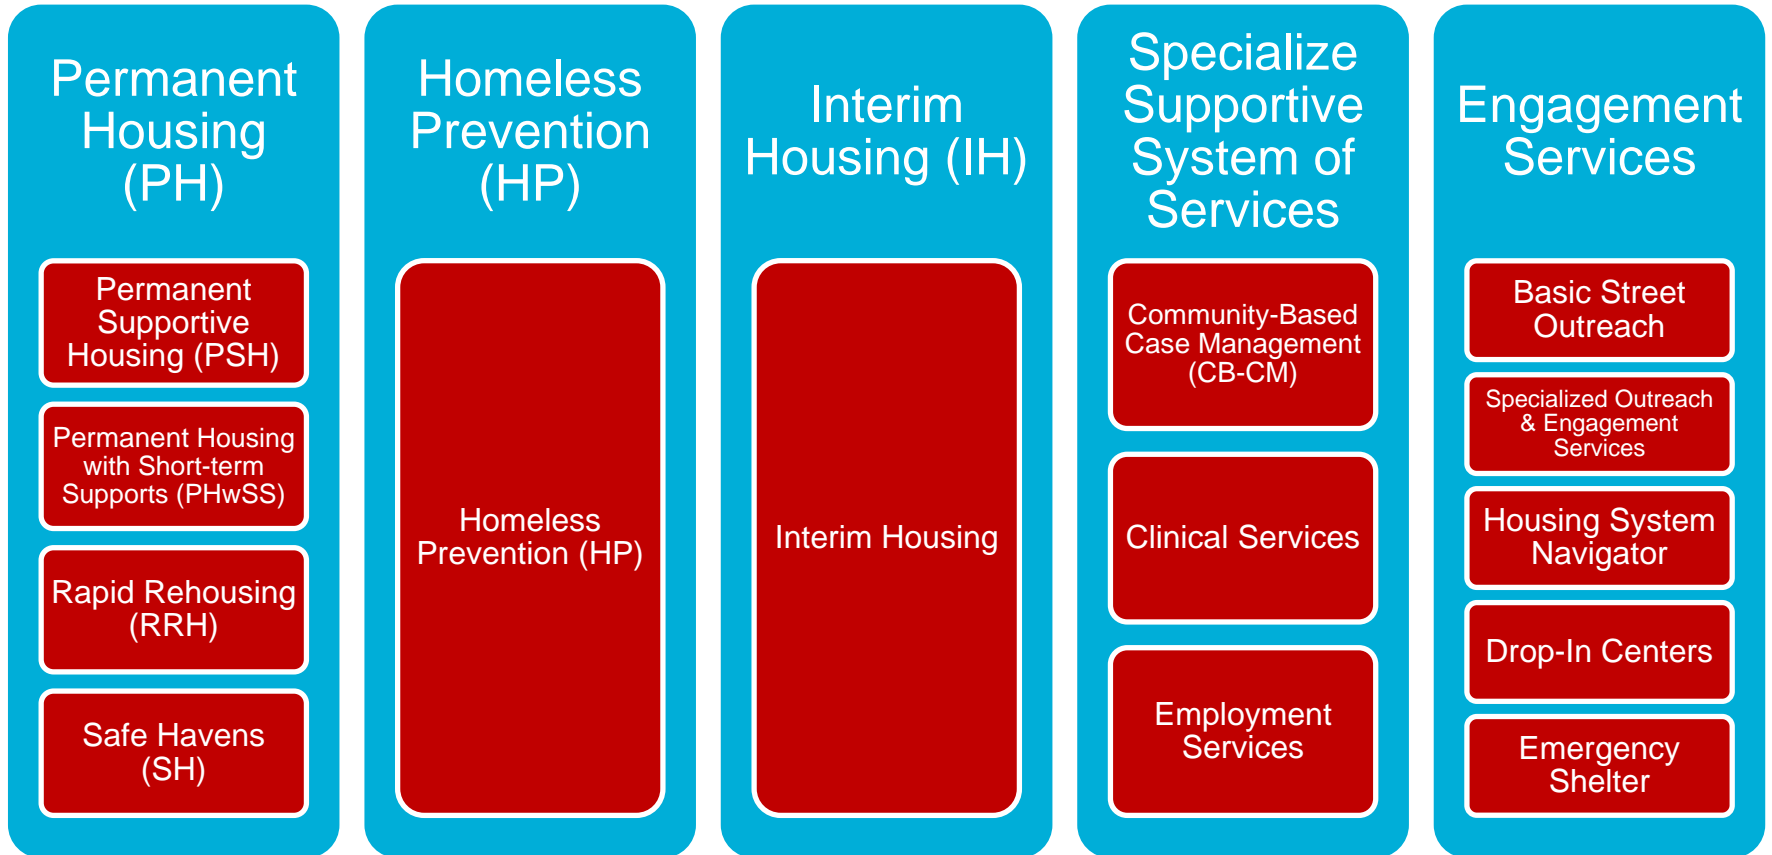 Permanent
Housing
(PH)
Permanent
Supportive
Housing (PSH)
Permanent Housing
with Short-term
Supports (PHwSS)
Rapid Rehousing
(RRH)
Safe Havens
(SH)
Homeless
Prevention
(HP)
Homeless
Prevention (HP)
Interim
Housing (IH)
Interim Housing
Specialize
Supportive
System of
Services
Community-Based
Case Management
(CB-CM)
Clinical Services
Employment
Services
Engagement
Services
Basic Street
Outreach
Specialized Outreach
& Engagement
Services
Housing System
Navigator
Drop-In Centers
Emergency
Shelter